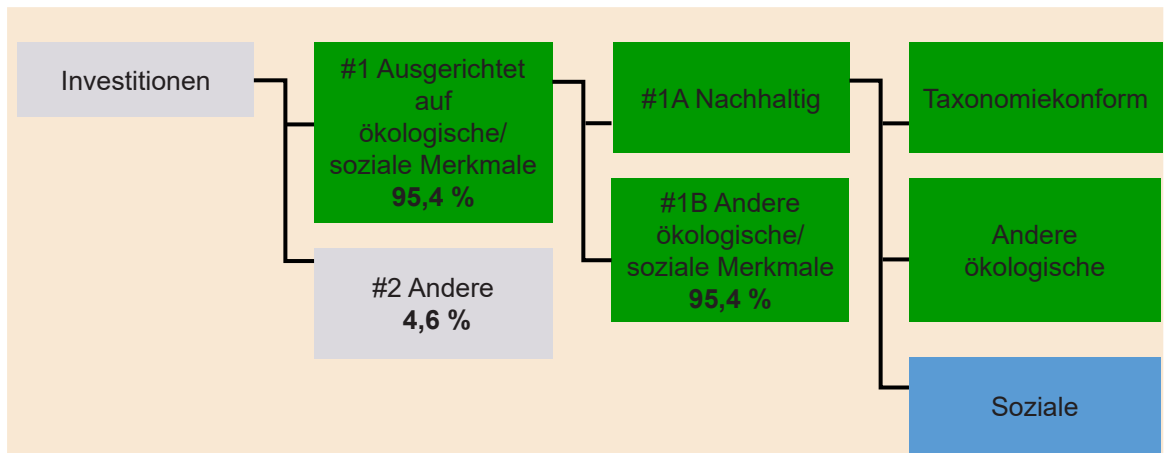 Investitionen
#1 Ausgerichtet
auf
ökologische/
soziale Merkmale
95,4 %
#2 Andere
4,6 %
#1A Nachhaltig
#1B Andere
ökologische/
soziale Merkmale
95,4 %
Taxonomiekonform
Andere
ökologische
Soziale